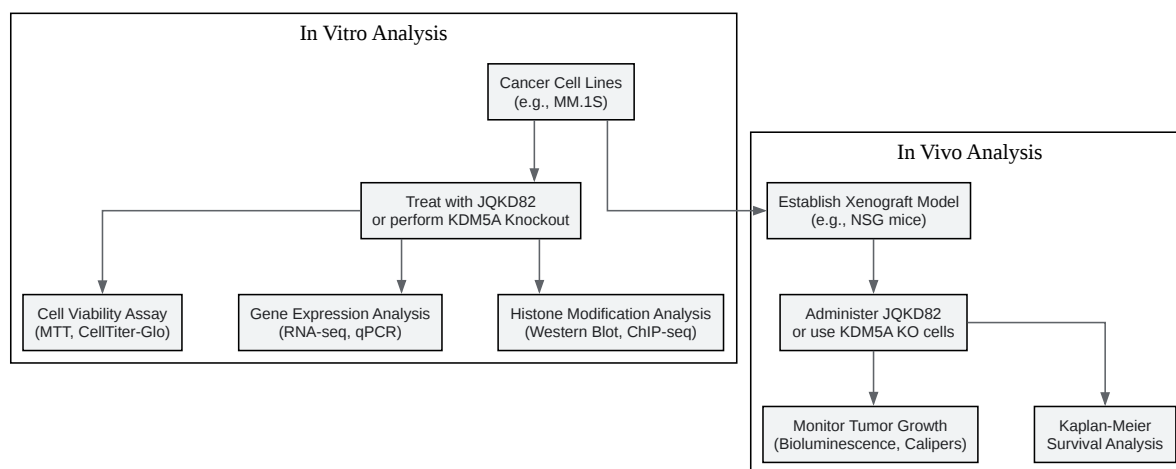 In Vitro Analysis
Cancer Cell Lines
(e.g., MM.1S)
Treat with JQKD82
or perform KDM5A Knockout
Cell Viability Assay
(MTT, CellTiter-Glo)
Gene Expression Analysis
(RNA-seq, qPCR)
Histone Modification Analysis
(Western Blot, ChIP-seq)
In Vivo Analysis
Establish Xenograft Model
(e.g., NSG mice)
Administer JQKD82
or use KDM5A KO cells
Monitor Tumor Growth
(Bioluminescence, Calipers)
Kaplan-Meier
Survival Analysis